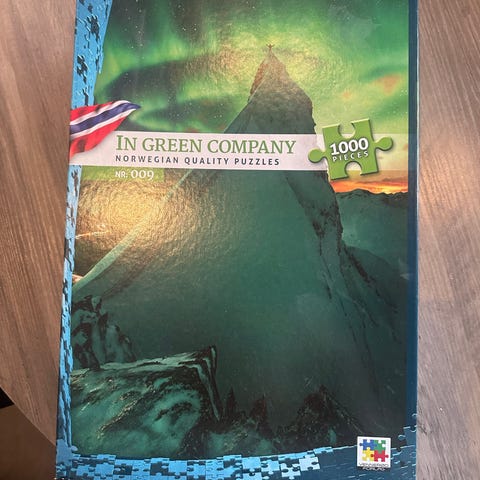 IN GREEN COMPANY
NORWEGIAN QUALITY PUZZLES
NR: 009
1000
PIECES